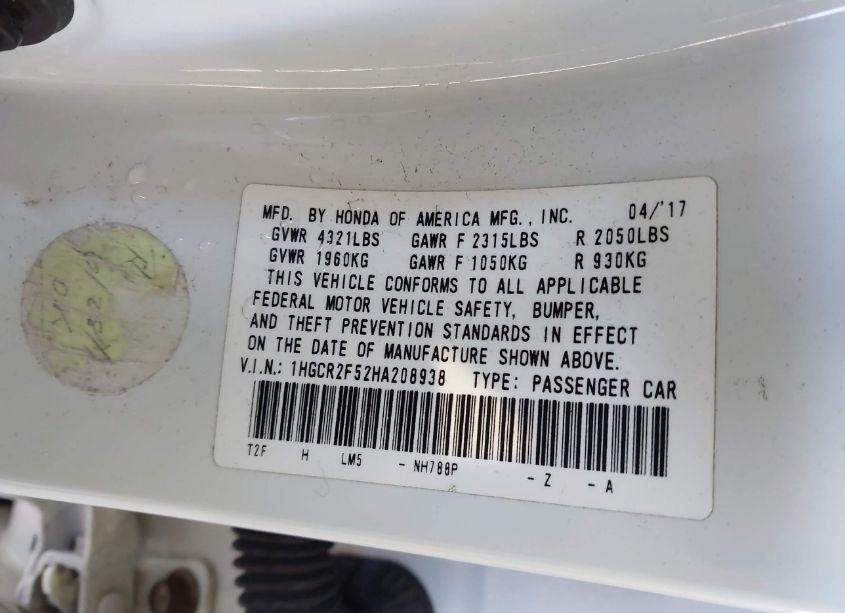 MFD. BY HONDA OF AMERICA MFG., INC. 04/'17
GVWR 4321LBS GAWR F 2315LBS R 2050LBS
GVWR 1960KG GAWR F 1050KG R 930KG
THIS VEHICLE CONFORMS TO ALL APPLICABLE
FEDERAL MOTOR VEHICLE SAFETY, BUMPER,
AND THEFT PREVENTION STANDARDS IN EFFECT
ON THE DATE OF MANUFACTURE SHOWN ABOVE.
V.I.N.: 1HGCR2F52HA208938 TYPE: PASSENGER CAR
T2F H LM5 - NH788P - Z - A
OK